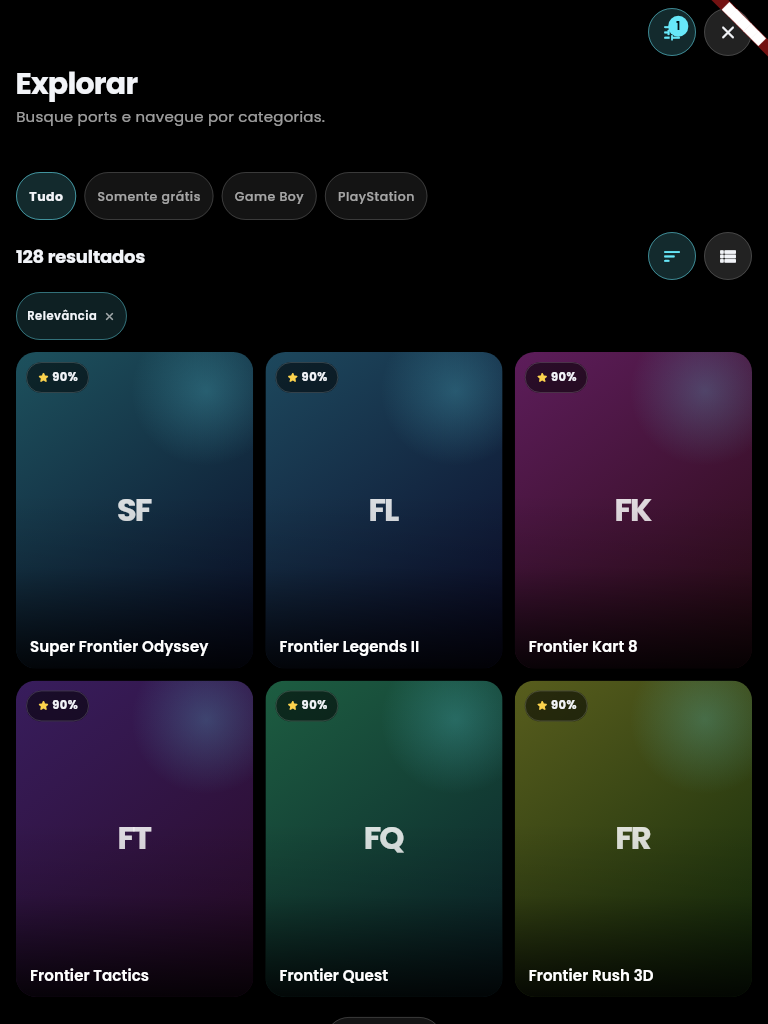 1
Explorar
Busque ports e navegue por categorias.
Tudo
Somente grátis
Game Boy
PlayStation
128 resultados
Relevância
90%
90%
90%
SF
FL
FK
Super Frontier Odyssey
Frontier Legends II
Frontier Kart 8
90%
90%
90%
FT
FQ
FR
Frontier Tactics
Frontier Quest
Frontier Rush 3D